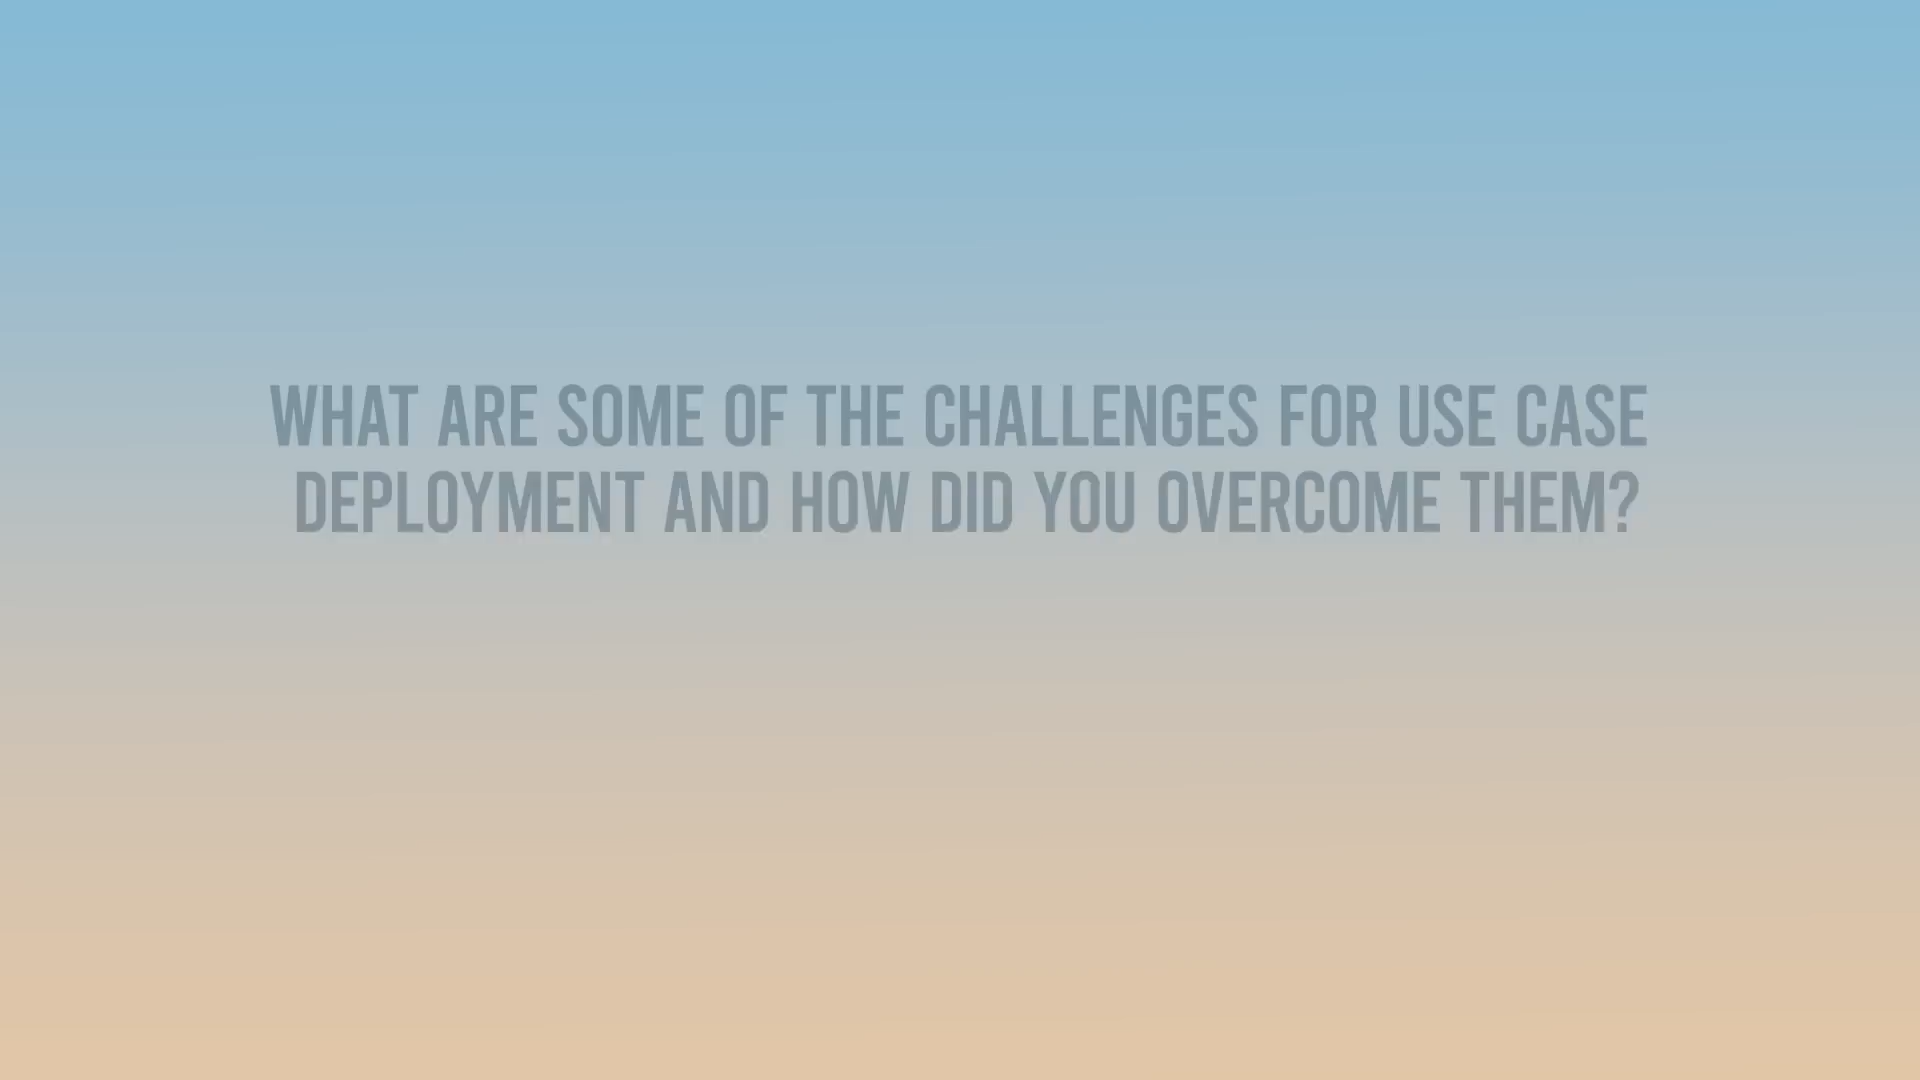 WHAT ARE SOME OF THE CHALLENGES FOR USE CASE
DEPLOYMENT AND HOW DID YOU OVERCOME THEM?